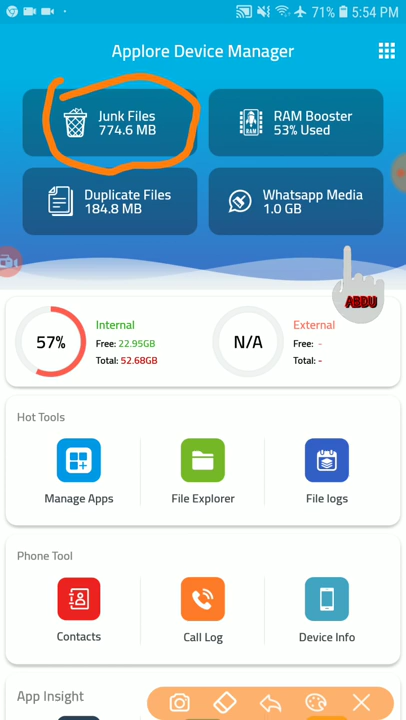 71% 5:54 PM
Applore Device Manager
Junk Files
774.6 MB
RAM
RAM Booster
53% Used
Duplicate Files
184.8 MB
Whatsapp Media
1.0 GB
ABDU
57%
Internal
Free: 22.95GB
Total: 52.68GB
N/A
External
Free: -
Total: -
Hot Tools
Manage Apps
File Explorer
File logs
Phone Tool
Contacts
Call Log
Device Info
App Insight